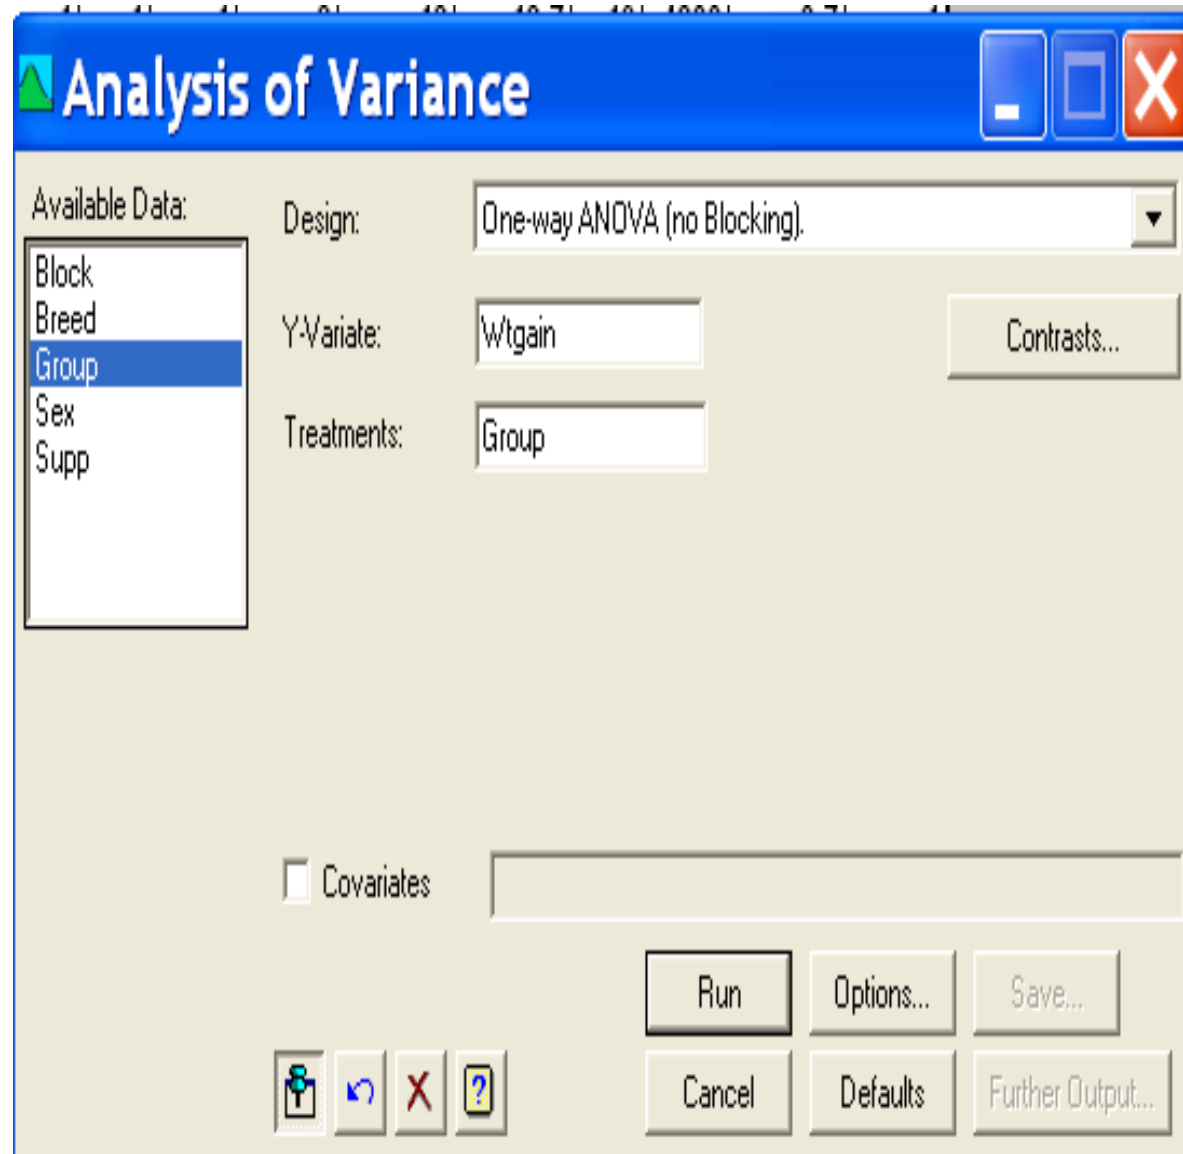 Analysis of Variance
Available Data:
Block
Breed
Group
Sex
Supp
Design:
One-way ANOVA (no Blocking).
Y-Variate:
Wtgain
Contrasts...
Treatments:
Group
Covariates
Run
Options...
Save...
?
Cancel
Defaults
Further Output...